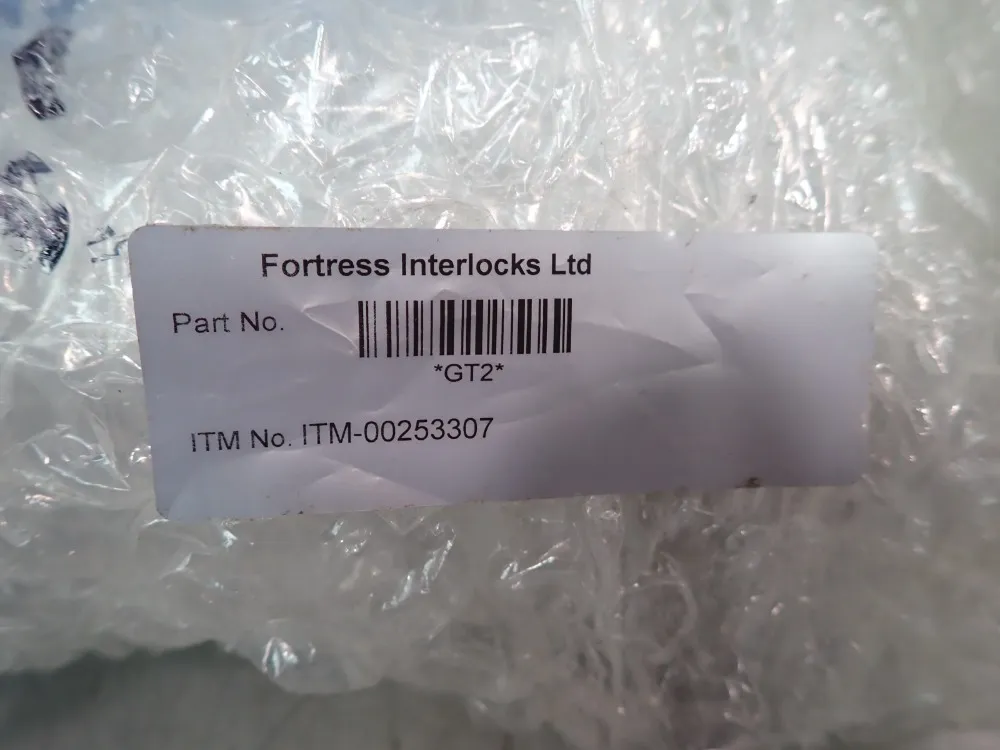 Fortress Interlocks Ltd
Part No.
*GT2*
ITM No. ITM-00253307